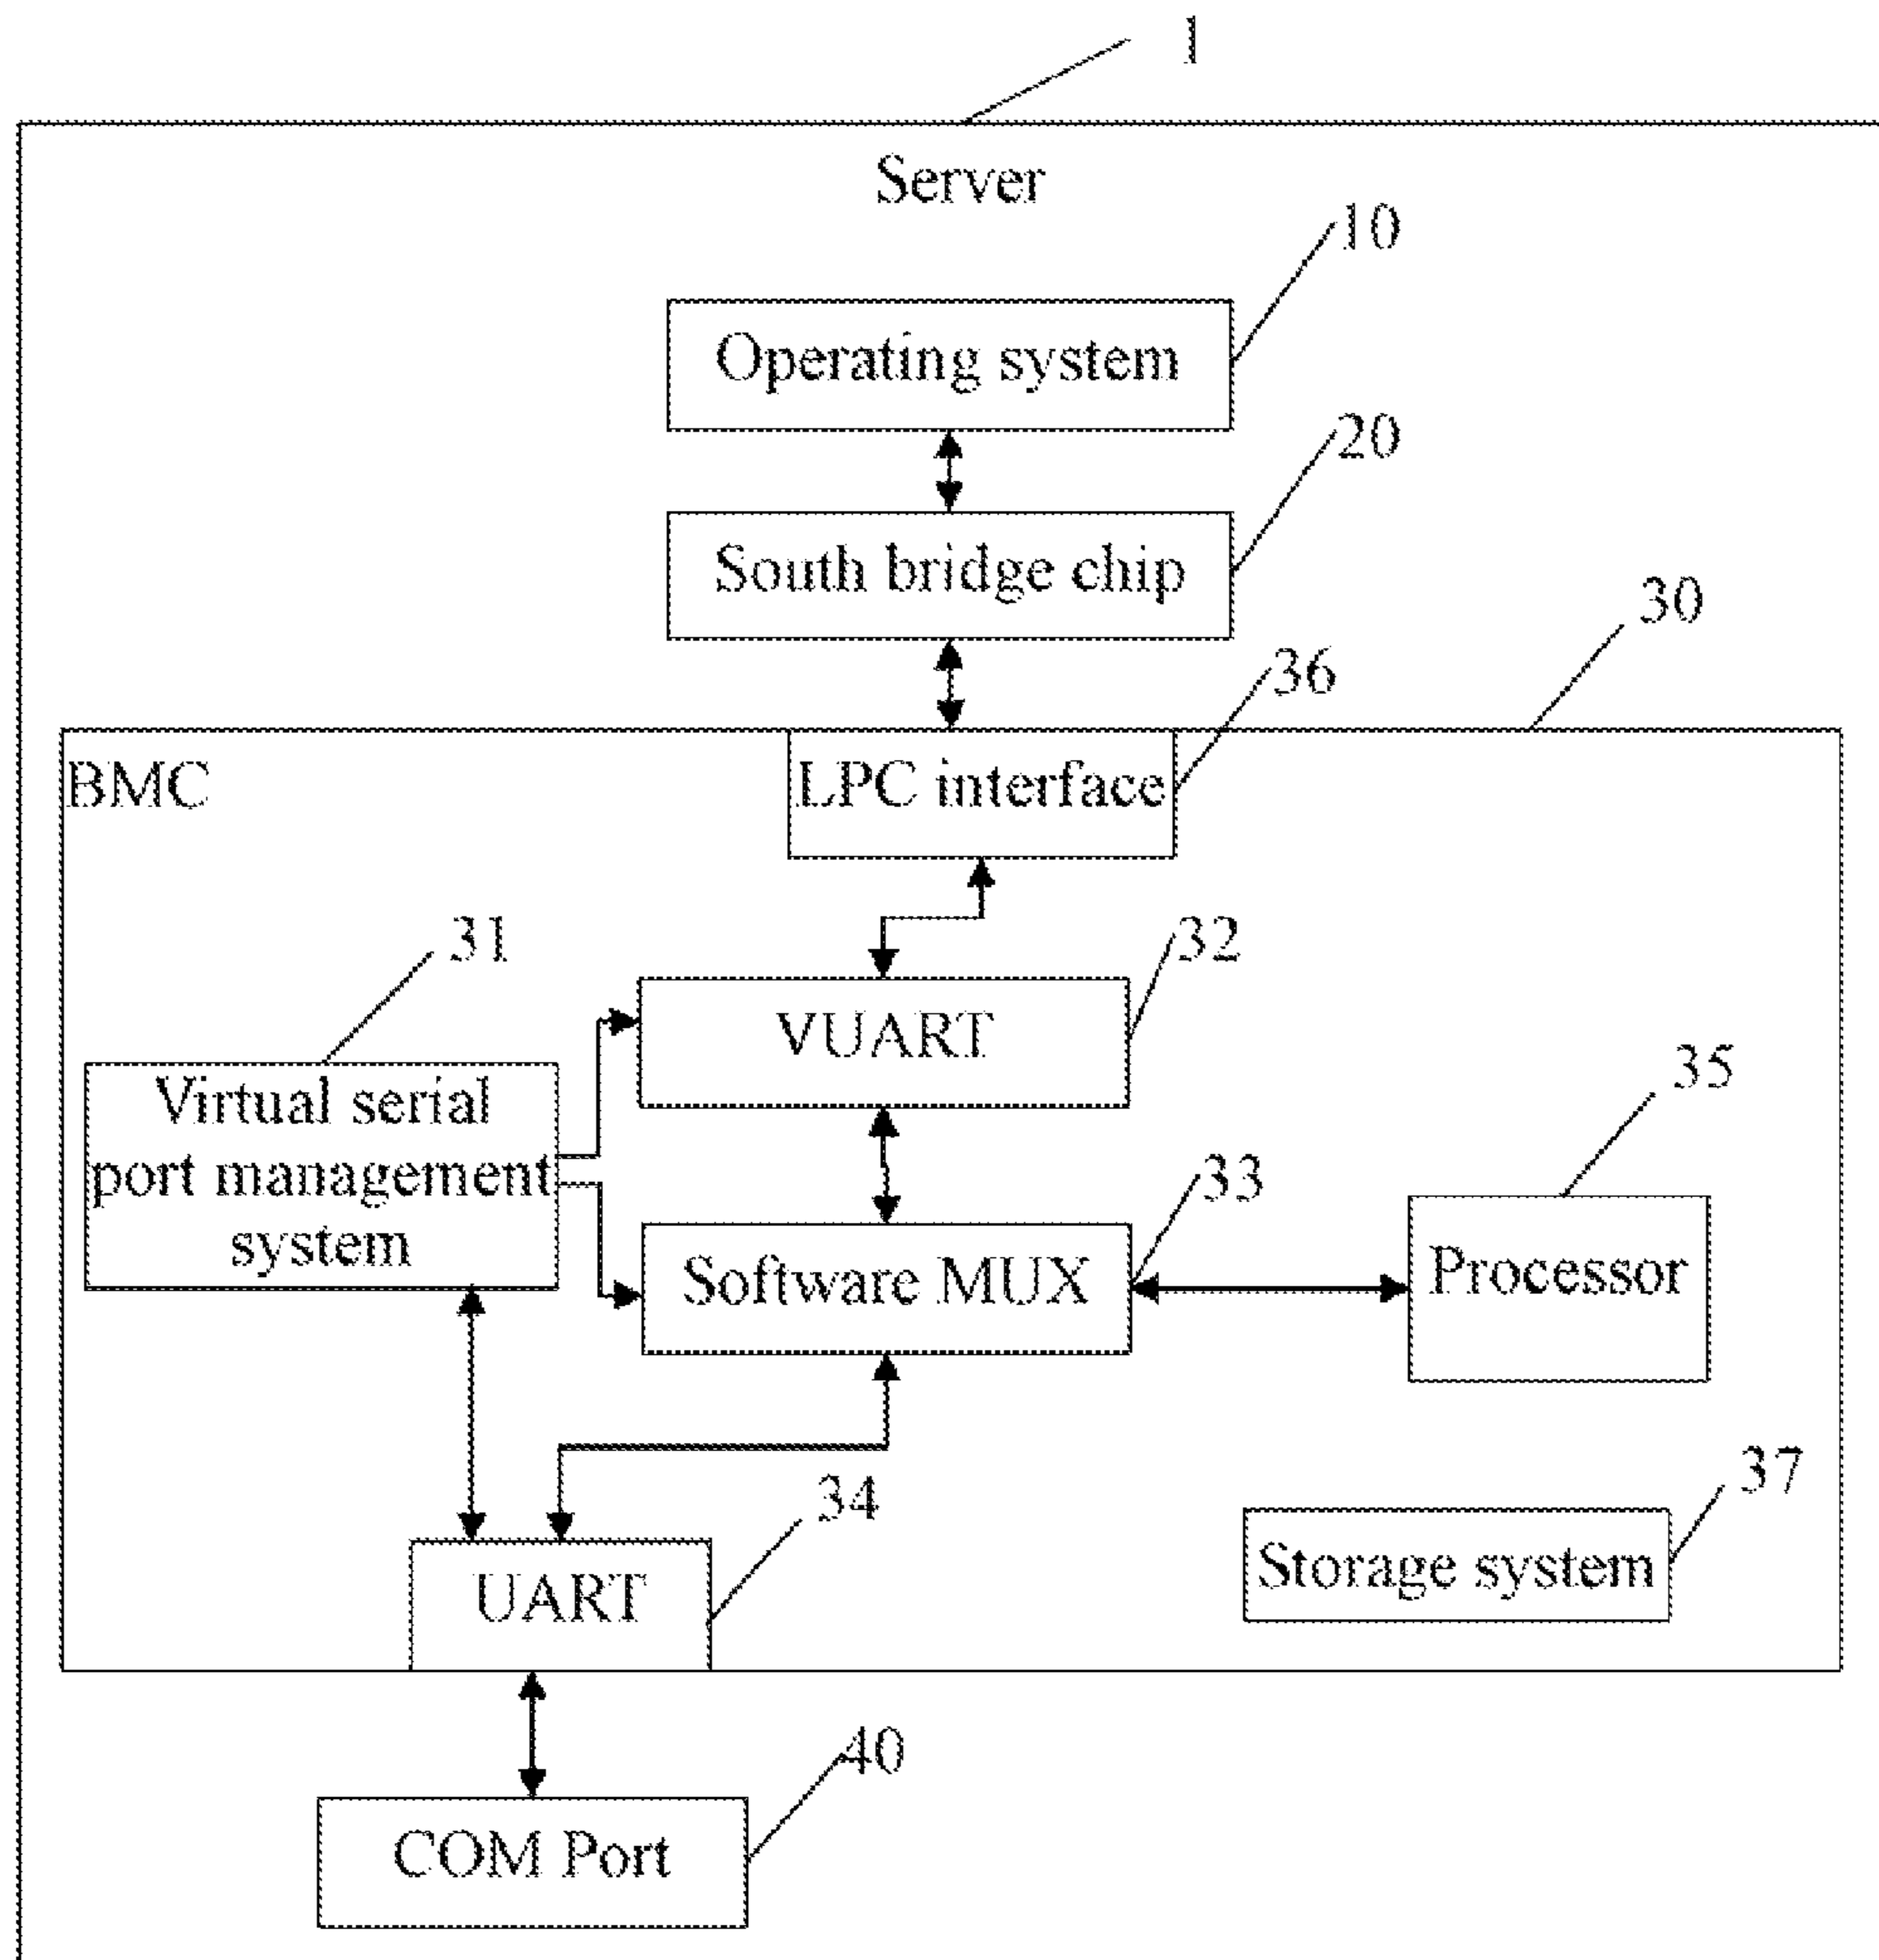 1
Server
10
Operating system
20
South bridge chip
30
36
BMC
LPC interface
31
32
VUART
35
Virtual serial
port management
system
33
Software MUX
Processor
34
37
UART
Storage system
40
COM Port